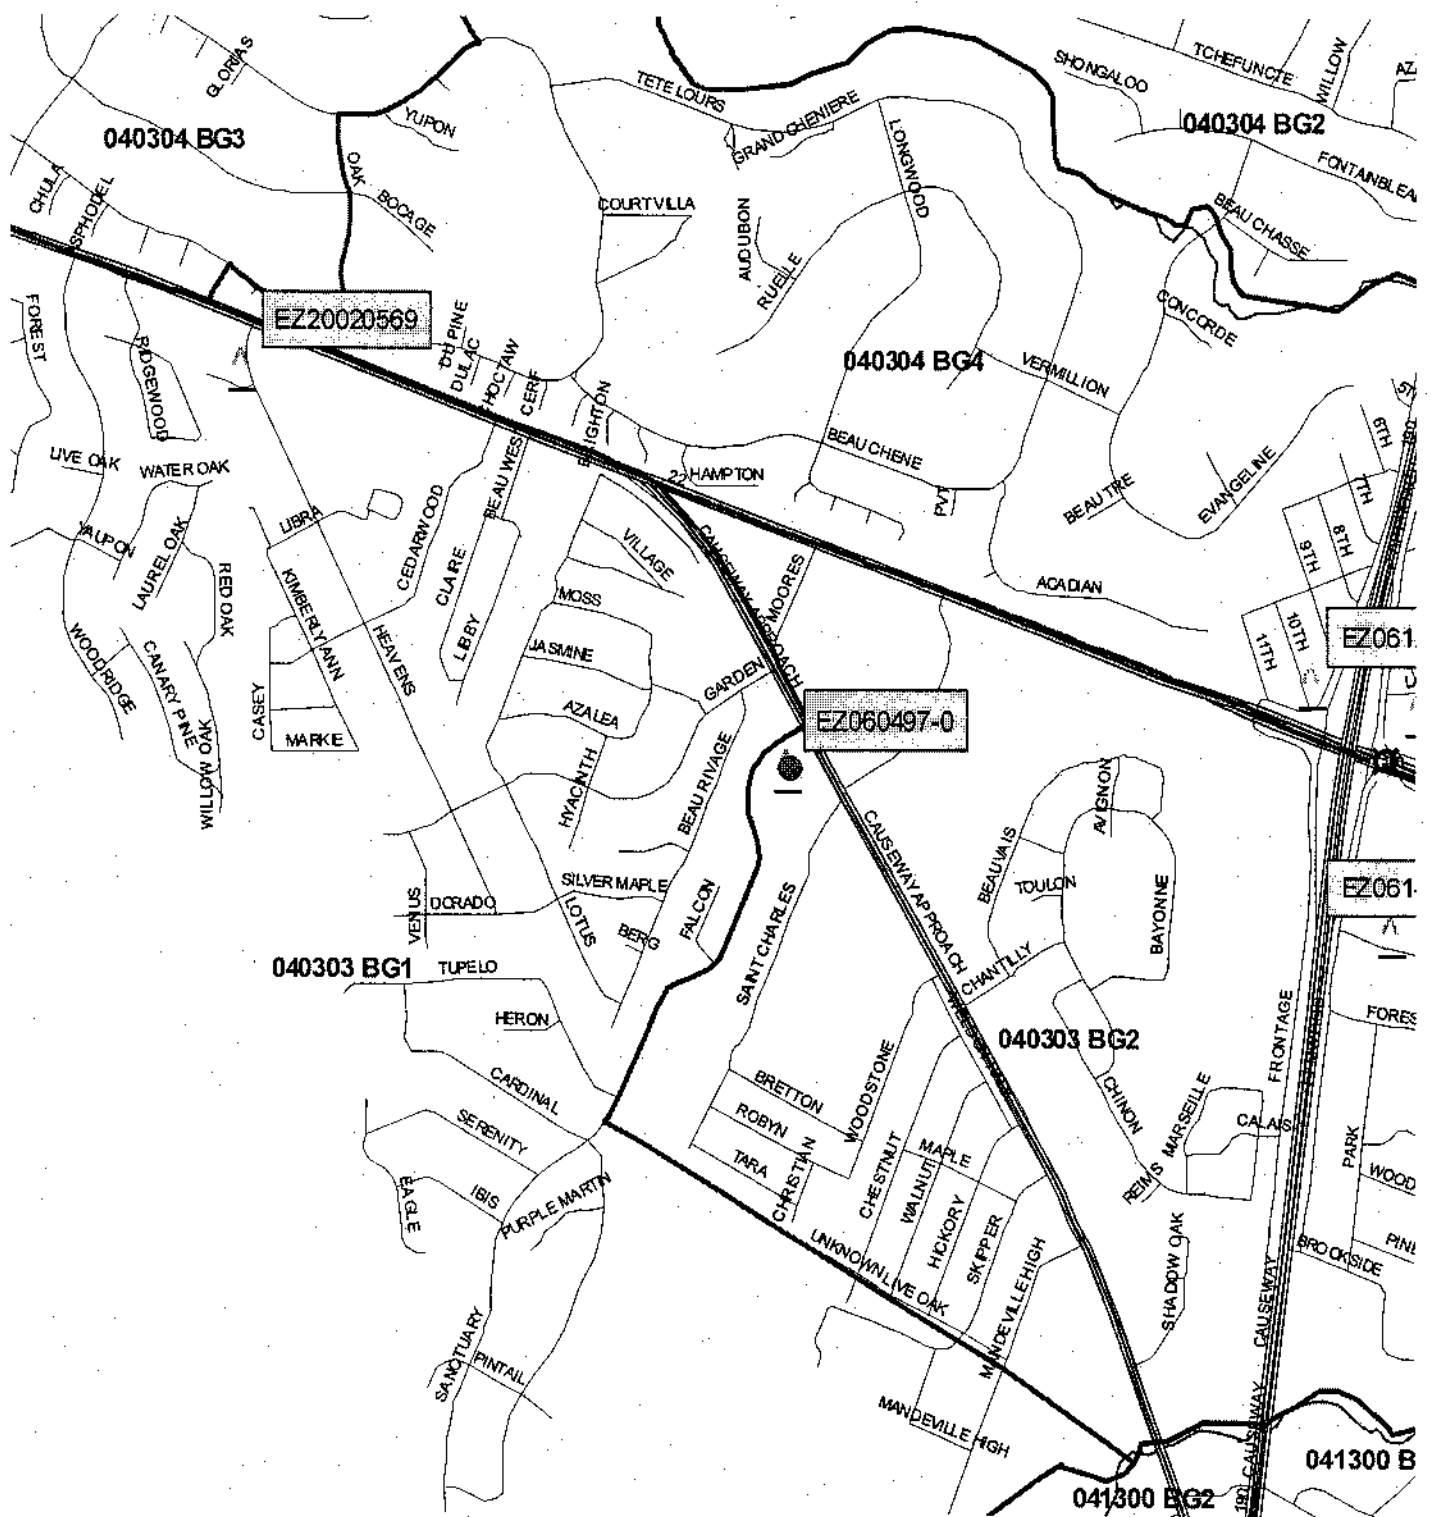 GLORIAS
YUPON
040304 BG3
OAK
BOCAGE
CHULA
SPHODEL
TETE LOURS
GRAND CHENIERE
LONGWOOD
SHONGALOO
TCHEFUNCTE
WILLOW
AZ
040304 BG2
FONTAINBLEA
BEAU CHASSE
COURTVILLA
AUDUBON
RUELLE
CONCORDE
EZ20020569
FOREST
RIDGEWOOD
DUPINE
DULAC
HOCTAW
CERF
BRIGHTON
040304 BG4
VERMILLION
BEAU CHENE
22
HAMPTON
PVT
BEAU TRE
EVANGELINE
5TH
6TH
7TH
8TH
9TH
10TH
11TH
190
LIVE OAK
WATER OAK
YAUPON
LAUREL OAK
RED OAK
LIBRA
CEDARWOOD
BEAU WES
CLAIRE
LIBBY
VILLAGE
CAUSEWAY APPROACH
MOORES
ACADIAN
WOODRIDGE
CANARY PINE
WILLOW OAK
KIMBERLY ANN
HEAVENS
CASEY
MARKIE
MOSS
JASMINE
AZALEA
GARDEN
HYACINTH
BEAU RIVAGE
EZ061
EZ060497-0
CAUSEWAY APPROACH
AVIGNON
BEAUVAIS
TOULON
BAYONNE
EZ061
VENUS
DORADO
SILVER MAPLE
LOTUS
BERG
FALCON
SAINT CHARLES
CHANTILLY
040303 BG1
TUPELO
HERON
040303 BG2
FRONTAGE
FORES
CARDINAL
SERENITY
IBIS
EAGLE
PURPLE MARTIN
BRETTON
ROBYN
TARA
CHRISTIAN
WOODSTONE
CHESTNUT
WALNUT
MAPLE
HICKORY
SKIPPER
CHINON
MARSEILLE
CALAIS
REIMS
PARK
WOOD
PINE
BROOKSIDE
UNKNOWN
LIVE OAK
MANDEVILLE HIGH
SHADOW OAK
CAUSEWAY
CAUSEWAY
SANCTUARY
PINTAIL
MANDEVILLE HIGH
CAUSEWAY
190
041300 B
041300 BG2